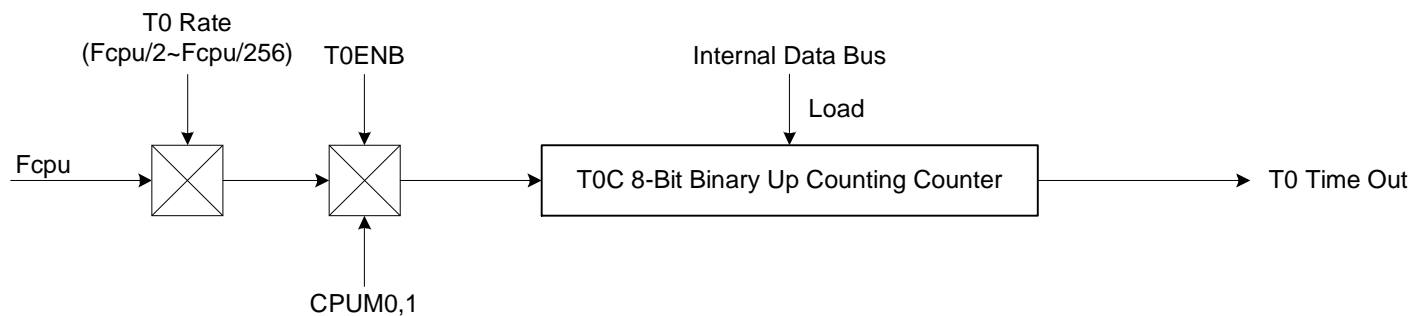 T0 Rate
(Fcpu/2~Fcpu/256)
T0ENB
Internal Data Bus
Load
Fcpu
T0C 8-Bit Binary Up Counting Counter
T0 Time Out
CPUM0,1